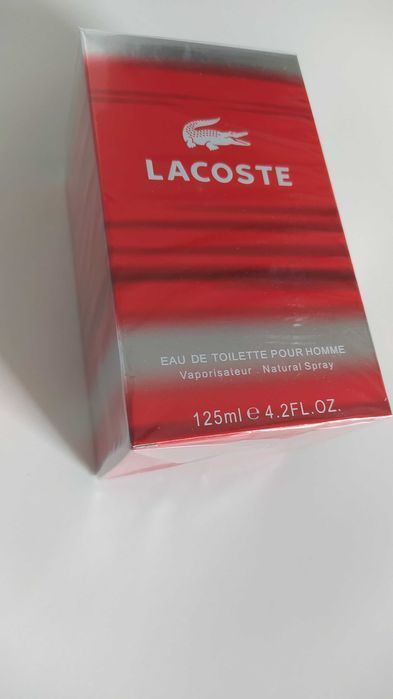 LACOSTE
EAU DE TOILETTE POUR HOMME
Vaporisateur . Natural Spray
125ml e 4.2FL.OZ.